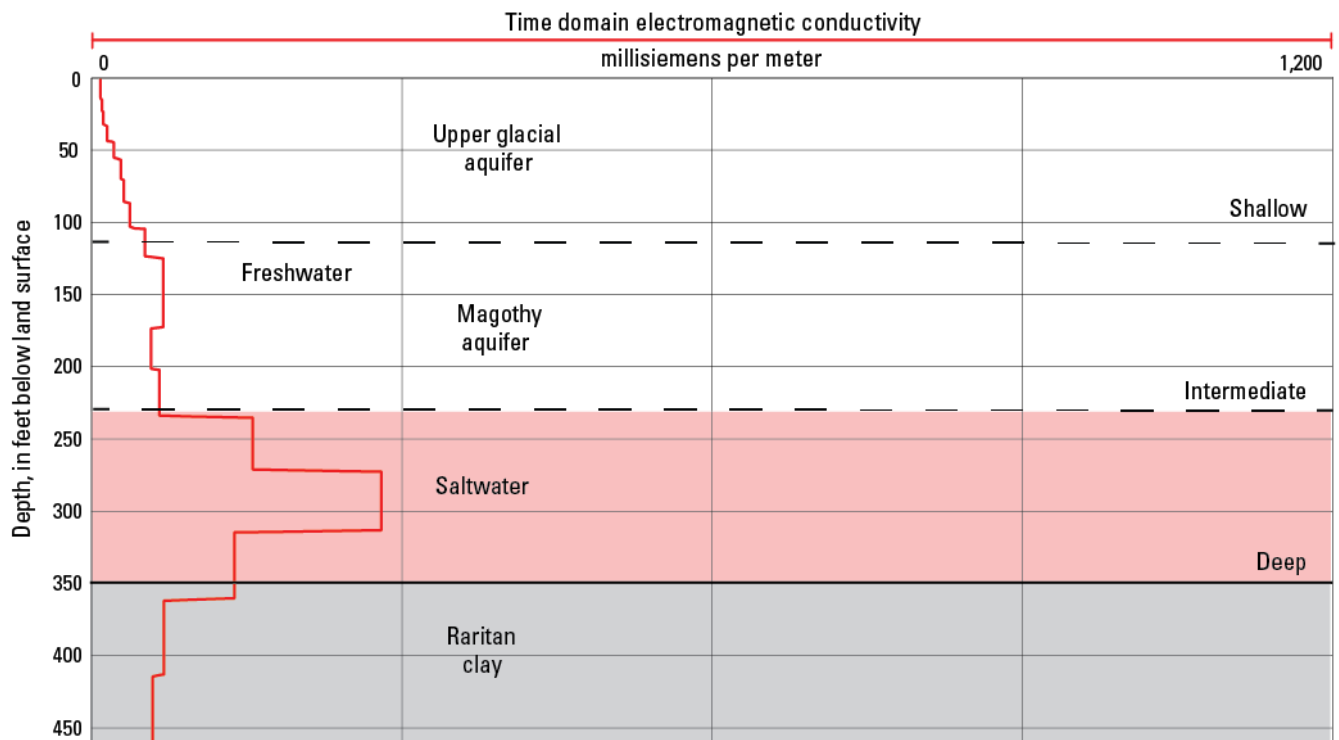 Time domain electromagnetic conductivity
millisiemens per meter
0
1,200
Depth, in feet below land surface
0
50
100
150
200
250
300
350
400
450
Upper glacial
aquifer
Shallow
Freshwater
Magothy
aquifer
Intermediate
Saltwater
Deep
Raritan
clay